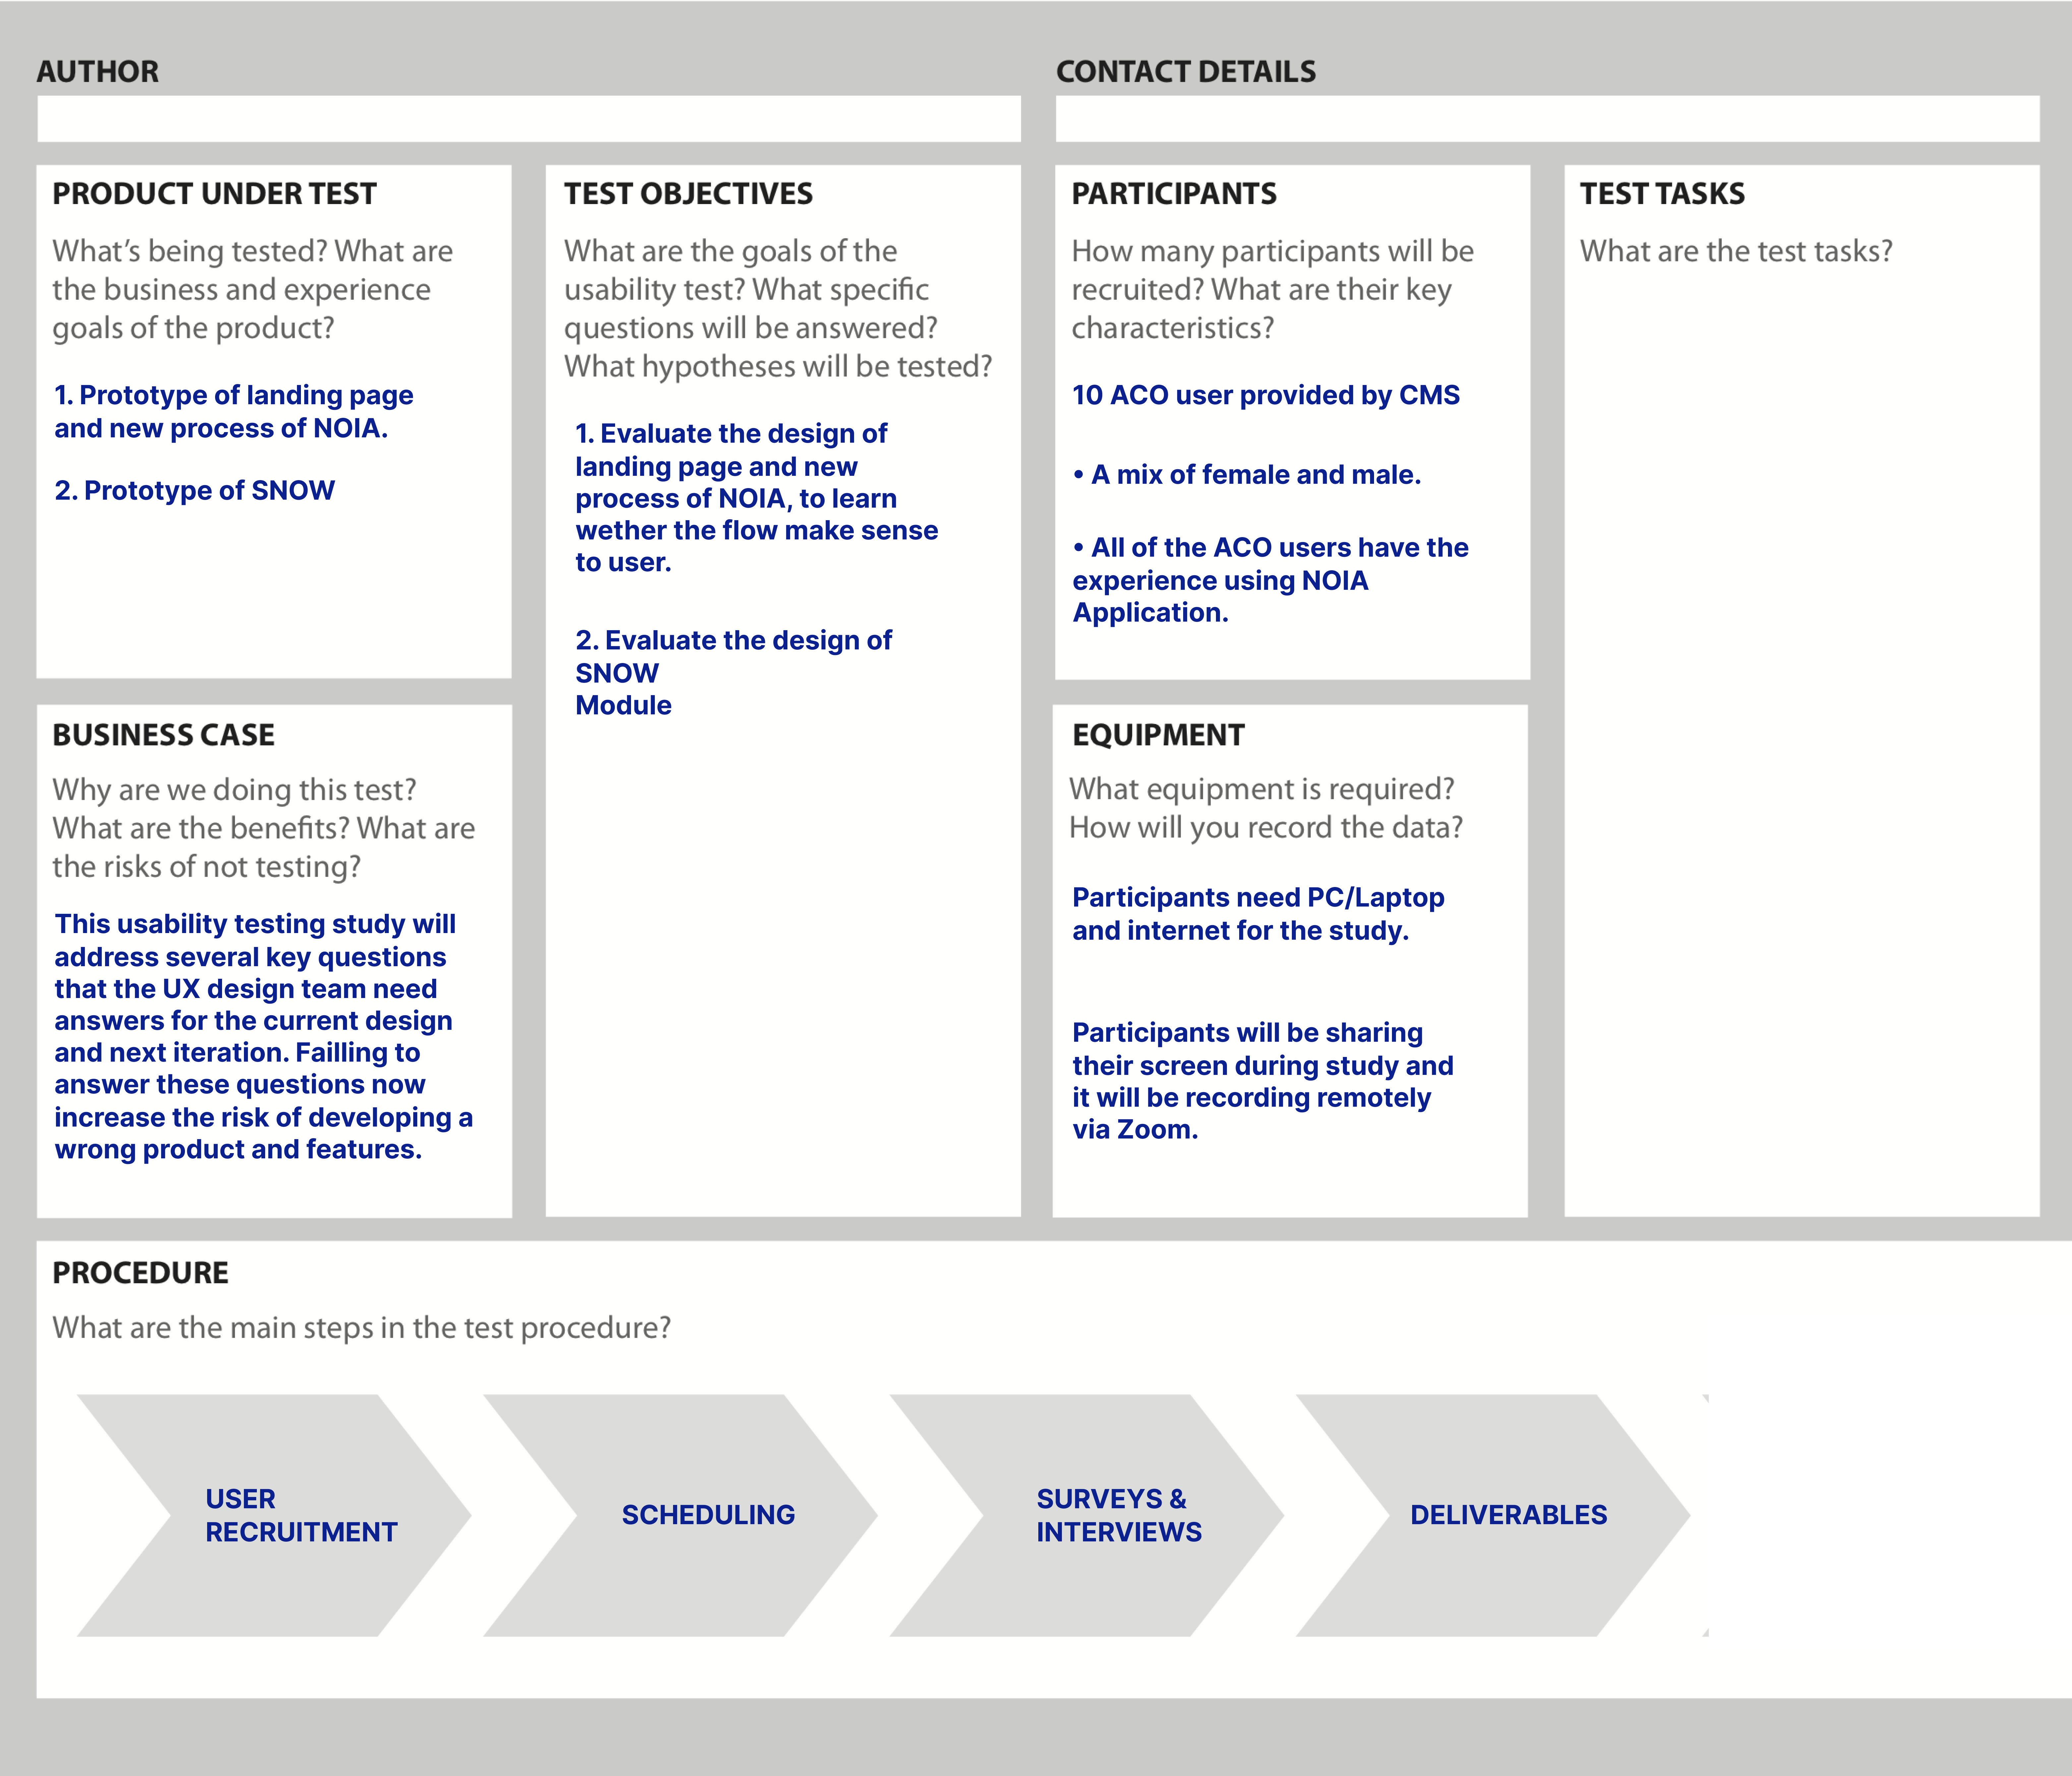 AUTHOR
CONTACT DETAILS
PRODUCT UNDER TEST
What's being tested? What are
the business and experience
goals of the product?
1. Prototype of landing page
and new process of NOIA.
2. Prototype of SNOW
BUSINESS CASE
Why are we doing this test?
What are the benefits? What are
the risks of not testing?
This usability testing study will
address several key questions
that the UX design team need
answers for the current design
and next iteration. Failling to
answer these questions now
increase the risk of developing a
wrong product and features.
TEST OBJECTIVES
What are the goals of the
usability test? What specific
questions will be answered?
What hypotheses will be tested?
1. Evaluate the design of
landing page and new
process of NOIA, to learn
wether the flow make sense
to user.
2. Evaluate the design of
SNOW
Module
PARTICIPANTS
How many participants will be
recruited? What are their key
characteristics?
10 ACO user provided by CMS
• A mix of female and male.
• All of the ACO users have the
experience using NOIA
Application.
EQUIPMENT
What equipment is required?
How will you record the data?
Participants need PC/Laptop
and internet for the study.
Participants will be sharing
their screen during study and
it will be recording remotely
via Zoom.
TEST TASKS
What are the test tasks?
PROCEDURE
What are the main steps in the test procedure?
USER
RECRUITMENT
SCHEDULING
SURVEYS &
INTERVIEWS
DELIVERABLES